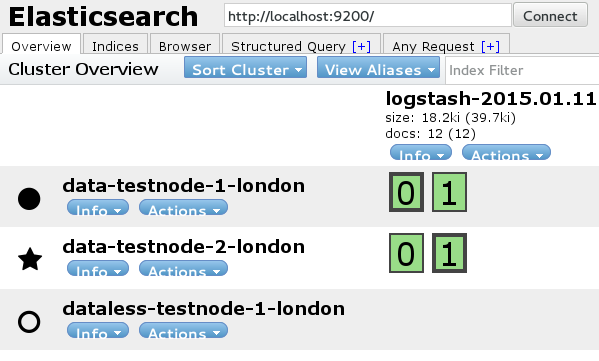 Elasticsearch http://localhost:9200/ Connect
Overview Indices Browser Structured Query [+] Any Request [+]
Cluster Overview Sort Cluster View Aliases Index Filter
logstash-2015.01.11
size: 18.2ki (39.7ki)
docs: 12 (12)
Info Actions
data-testnode-1-london
Info Actions
0 1
data-testnode-2-london
Info Actions
0 1
dataless-testnode-1-london
Info Actions